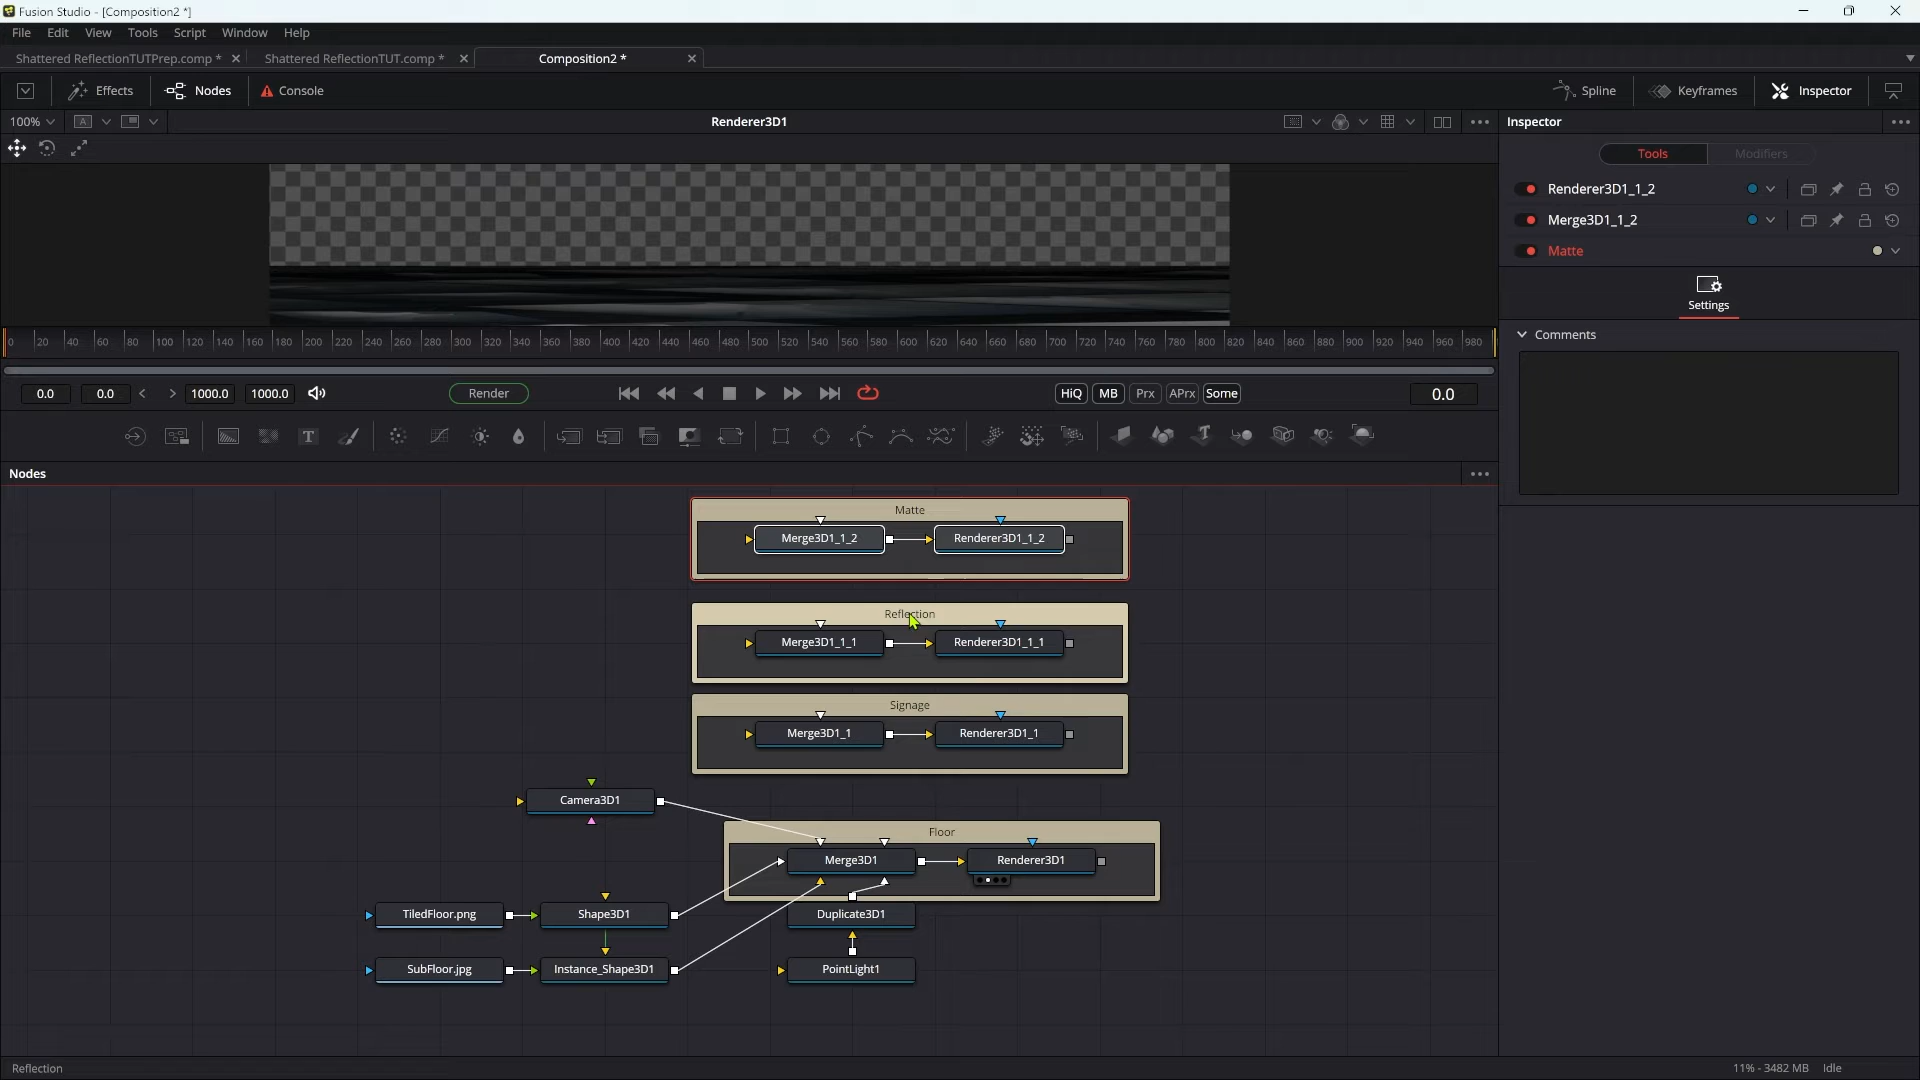 Fusion Studio - [Composition2 *]
File Edit View Tools Script Window Help
Shattered ReflectionTUTPrep.comp * Shattered ReflectionTUT.comp * Composition2 *
Effects Nodes Console Spline Keyframes Inspector
100% A Renderer3D1 Inspector
Tools Modifiers
Renderer3D1_1_2
Merge3D1_1_2
Matte
Settings
Comments
0 20 40 60 80 100 120 140 160 180 200 220 240 260 280 300 320 340 360 380 400 420 440 460 480 500 520 540 560 580 600 620 640 660 680 700 720 740 760 780 800 820 840 860 880 900 920 940 960 980
0.0 0.0 < > 1000.0 1000.0 Render HiQ MB Prx APrx Some 0.0
T T
Nodes
Matte
Merge3D1_1_2 Renderer3D1_1_2
Reflection
Merge3D1_1_1 Renderer3D1_1_1
Signage
Merge3D1_1 Renderer3D1_1
Camera3D1
Floor
Merge3D1 Renderer3D1
TiledFloor.png Shape3D1 Duplicate3D1
SubFloor.jpg Instance_Shape3D1 PointLight1
Reflection 11% - 3482 MB Idle